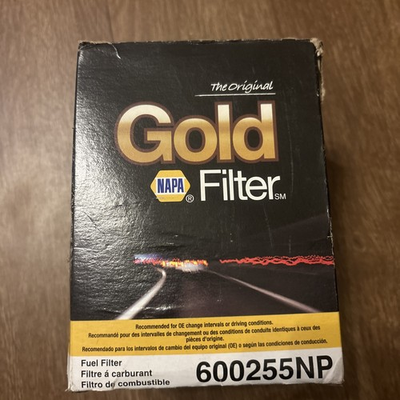 The Original
Gold
NAPA ® Filter SM
Recommended for OE change intervals or driving conditions.
Recommandé pour des intervalles de changement ou des conditions de conduite identiques à ceux des
pièces d'origine.
Recomendado para los intervalos de cambio del equipo original (OE) o según las condiciones de conducción.
Fuel Filter
Filtre á carburant
Filtro de combustible
600255NP